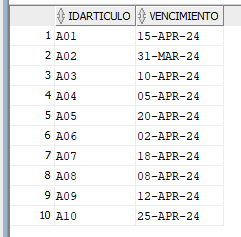 IDARTICULO VENCIMIENTO
1 A01 15-APR-24
2 A02 31-MAR-24
3 A03 10-APR-24
4 A04 05-APR-24
5 A05 20-APR-24
6 A06 02-APR-24
7 A07 18-APR-24
8 A08 08-APR-24
9 A09 12-APR-24
10 A10 25-APR-24